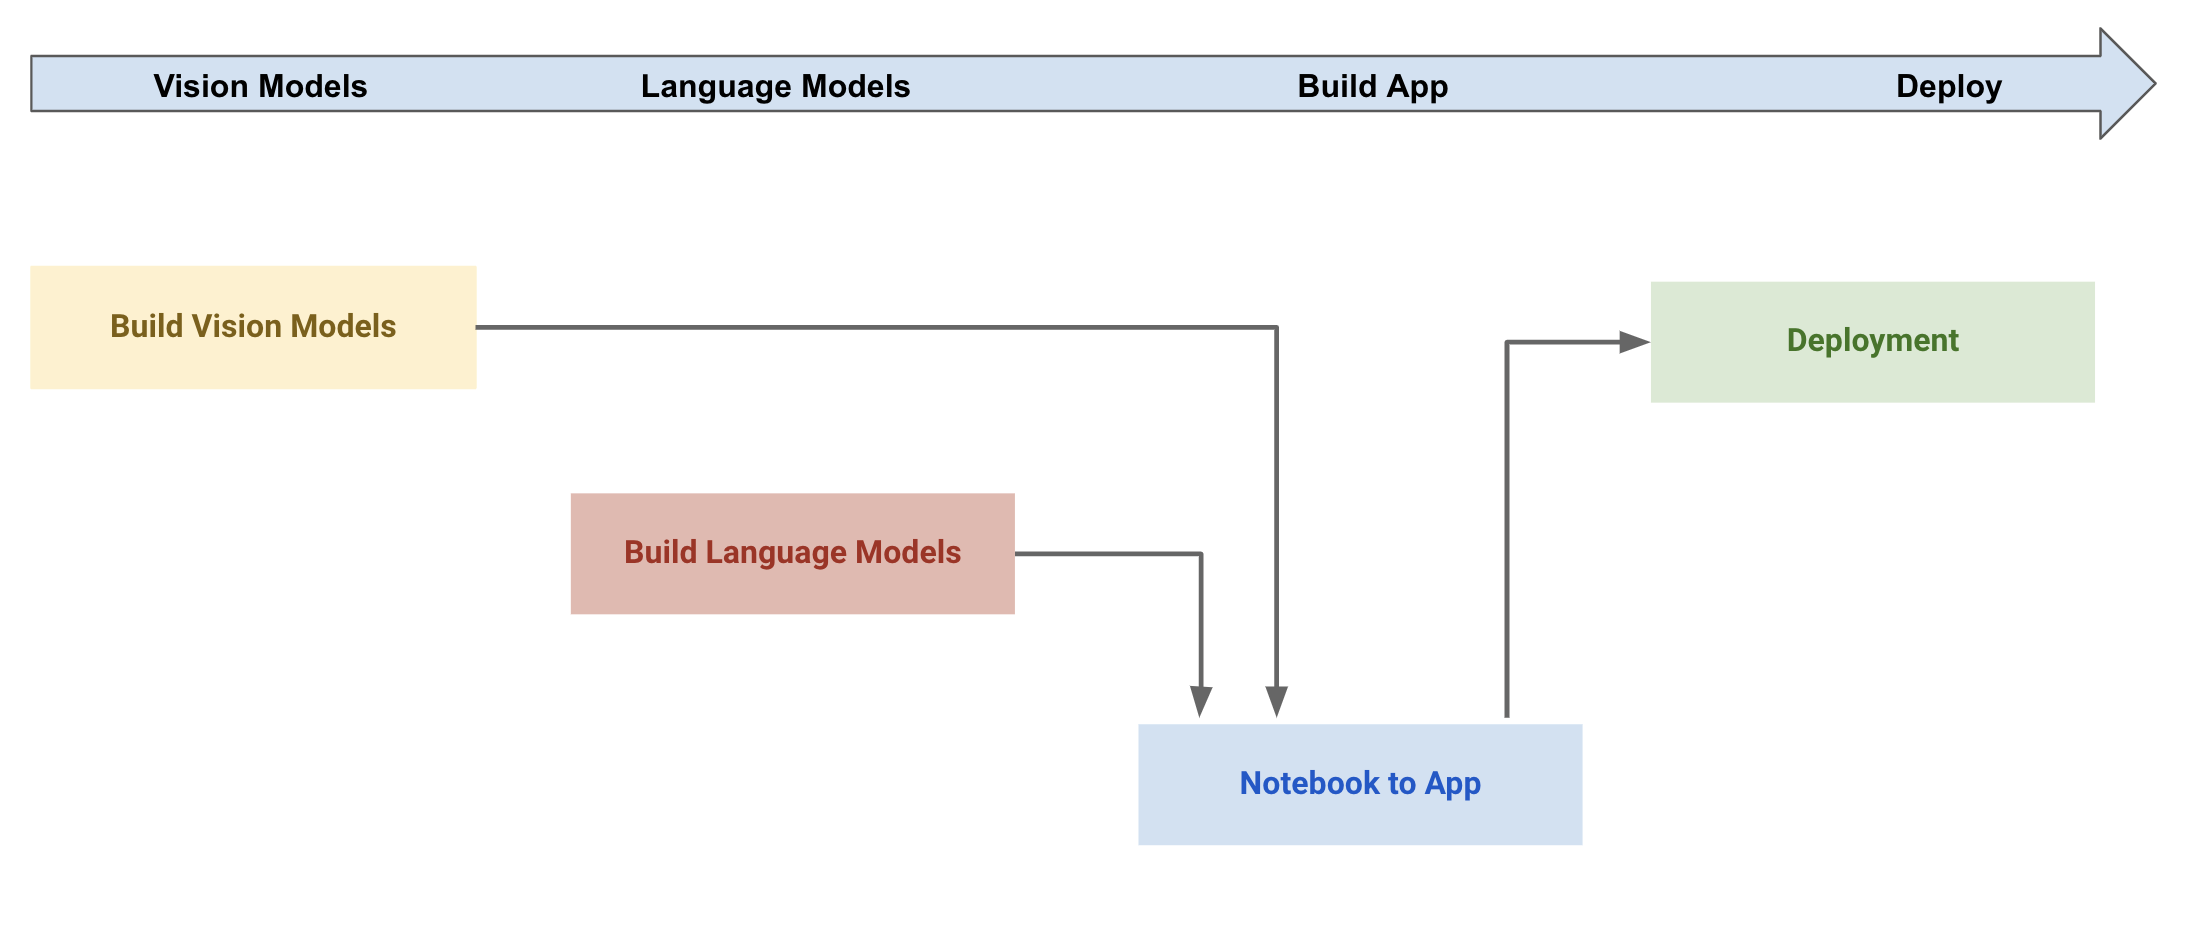 Vision Models
Language Models
Build App
Deploy
Build Vision Models
Deployment
Build Language Models
Notebook to App